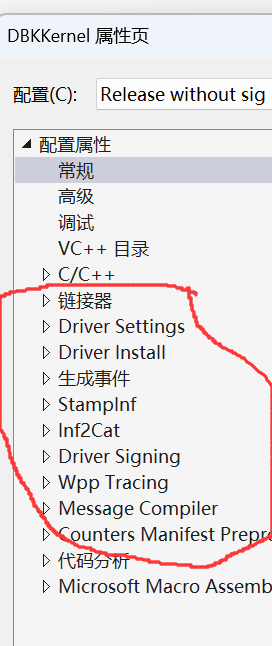 DBKKernel 属性页
配置(C): Release without sig
配置属性
常规
高级
调试
VC++ 目录
C/C++
链接器
Driver Settings
Driver Install
生成事件
StampInf
Inf2Cat
Driver Signing
Wpp Tracing
Message Compiler
Counters Manifest Prepr
代码分析
Microsoft Macro Assemb